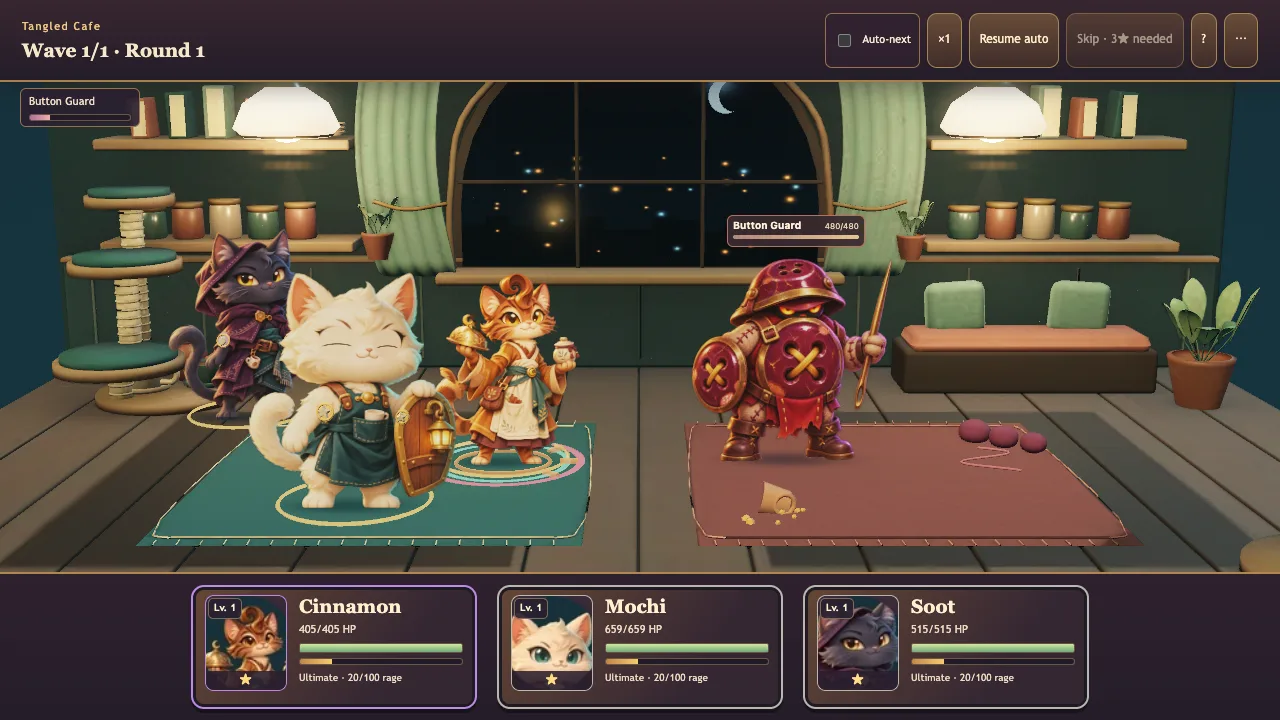 Tangled Cafe
Wave 1/1 · Round 1
Auto-next
×1
Resume auto
Skip · 3★ needed
?
···
Button Guard
Button Guard 480/480
Lv. 1
Cinnamon
405/405 HP
Ultimate · 20/100 rage
Lv. 1
Mochi
659/659 HP
Ultimate · 20/100 rage
Lv. 1
Soot
515/515 HP
Ultimate · 20/100 rage